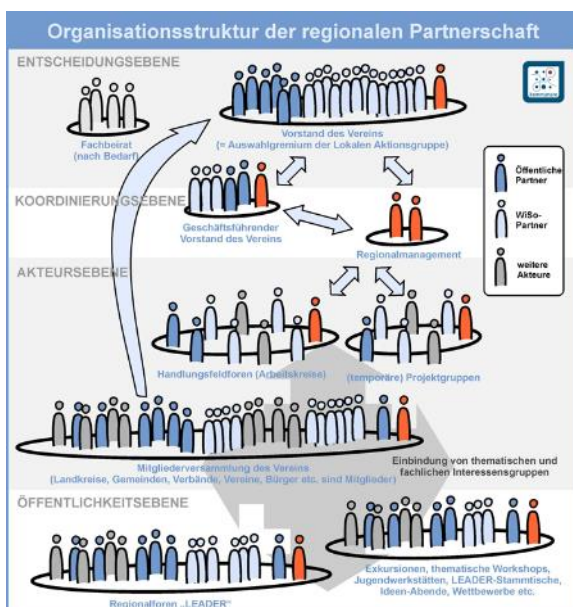 Organisationsstruktur der regionalen Partnerschaft
ENTSCHEIDUNGSEBENE
Fachbeirat
(nach Bedarf)
Vorstand des Vereins
(= Auswahlgremium der Lokalen Aktionsgruppe)
Öffentliche
Partner
WiSo-
Partner
weitere
Akteure
KOORDINIERUNGSEBENE
Geschäftsführender
Vorstand des Vereins
Regionalmanagement
AKTEURSEBENE
Handlungsfeldforen (Arbeitskreise)
(temporäre) Projektgruppen
Mitgliederversammlung des Vereins
(Landkreise, Gemeinden, Verbände, Vereine, Bürger etc. sind Mitglieder)
Einbindung von thematischen und
fachlichen Interessensgruppen
ÖFFENTLICHKEITSEBENE
Regionalforen „LEADER"
Exkursionen, thematische Workshops,
Jugendwerkstätten, LEADER-Stammtische,
Ideen-Abende, Wettbewerbe etc.